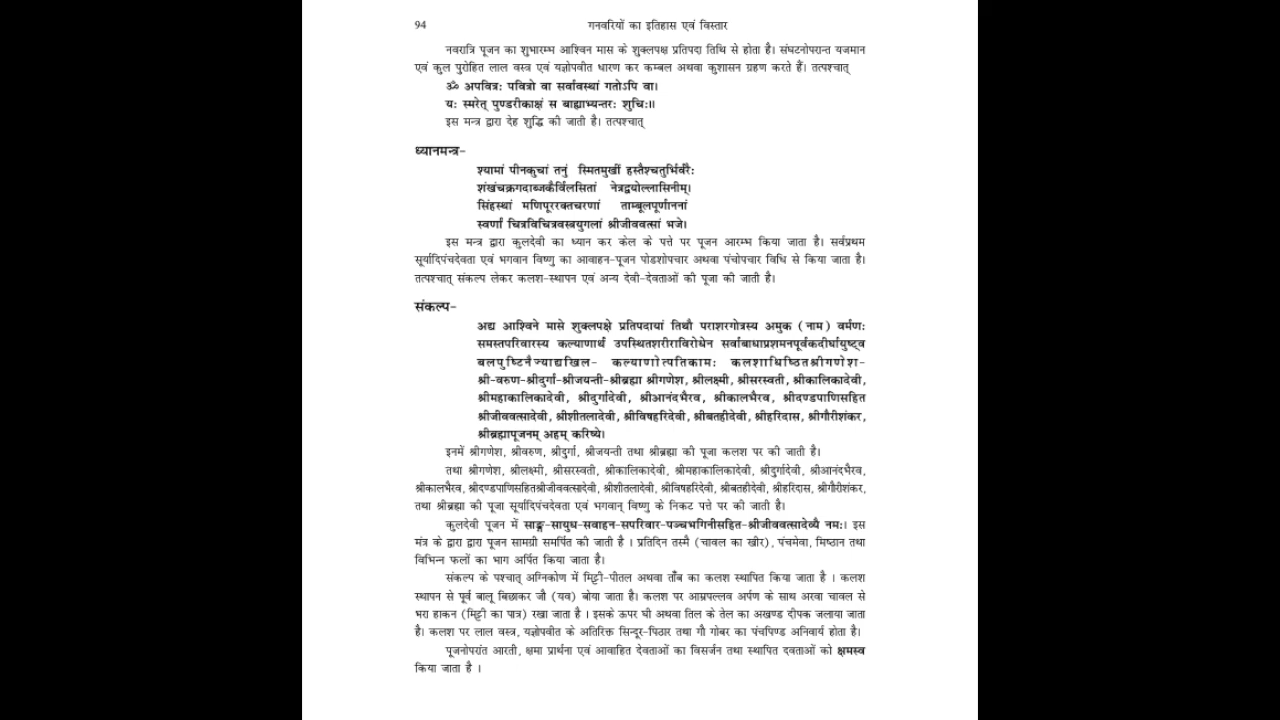 94
गनवरियों का इतिहास एवं विस्तार
नवरात्रि पूजन का शुभारम्भ आश्विन मास के शुक्लपक्ष प्रतिपदा तिथि से होता है। संघटनोपरान्त यजमान
एवं कुल पुरोहित लाल वस्त्र एवं यज्ञोपवीत धारण कर कम्बल अथवा कुशासन ग्रहण करते हैं। तत्पश्चात्
ॐ अपवित्रः पवित्रो वा सर्वावस्थां गतोऽपि वा।
यः स्मरेत् पुण्डरीकाक्षं स बाह्याभ्यन्तरः शुचिः॥
इस मन्त्र द्वारा देह शुद्धि की जाती है। तत्पश्चात्
ध्यानमन्त्र-
श्यामां पीनकुचां तनुं स्मितमुखीं हस्तैश्चतुर्भिर्वरैः
शंखंचक्रगदाब्जकैर्विलसितां नेत्रद्वयोल्लासिनीम्।
सिंहस्थां मणिपूररक्तचरणां ताम्बूलपूर्णाननां
स्वर्णां चित्रविचित्रवस्त्रयुगलां श्रीजीववत्सां भजे।
इस मन्त्र द्वारा कुलदेवी का ध्यान कर केल के पत्ते पर पूजन आरम्भ किया जाता है। सर्वप्रथम
सूर्यादिपंचदेवता एवं भगवान विष्णु का आवाहन-पूजन पोडशोपचार अथवा पंचोपचार विधि से किया जाता है।
तत्पश्चात् संकल्प लेकर कलश-स्थापन एवं अन्य देवी-देवताओं की पूजा की जाती है।
संकल्प-
अद्य आश्विने मासे शुक्लपक्षे प्रतिपदायां तिथौ पराशरगोत्रस्य अमुक (नाम) वर्मणः
समस्तपरिवारस्य कल्याणार्थ उपस्थितशरीराविरोधेन सर्वाबाधाप्रशमनपूर्वकदीर्घायुष्ट्व
बलपुष्टिनैज्याद्यखिल- कल्याणोत्पतिकामः कलशाधिष्ठितश्रीगणेश-
श्री-वरुण-श्रीदुर्गा-श्रीजयन्ती-श्रीब्रह्मा श्रीगणेश, श्रीलक्ष्मी, श्रीसरस्वती, श्रीकालिकादेवी,
श्रीमहाकालिकादेवी, श्रीदुर्गादेवी, श्रीआनंदभैरव, श्रीकालभैरव, श्रीदण्डपाणिसहित
श्रीजीववत्सादेवी, श्रीशीतलादेवी, श्रीविषहरिदेवी, श्रीबतहीदेवी, श्रीहरिदास, श्रीगौरीशंकर,
श्रीब्रह्मापूजनम् अहम् करिष्ये।
इनमें श्रीगणेश, श्रीवरुण, श्रीदुर्गा, श्रीजयन्ती तथा श्रीब्रह्मा की पूजा कलश पर की जाती है।
तथा श्रीगणेश, श्रीलक्ष्मी, श्रीसरस्वती, श्रीकालिकादेवी, श्रीमहाकालिकादेवी, श्रीदुर्गादेवी, श्रीआनंदभैरव,
श्रीकालभैरव, श्रीदण्डपाणिसहितश्रीजीववत्सादेवी, श्रीशीतलादेवी, श्रीविषहरिदेवी, श्रीबतहीदेवी, श्रीहरिदास, श्रीगौरीशंकर,
तथा श्रीब्रह्मा की पूजा सूर्यादिपंचदेवता एवं भगवान् विष्णु के निकट पत्ते पर की जाती है।
कुलदेवी पूजन में साङ्ग-सायुध-सवाहन-सपरिवार-पञ्चभगिनीसहित-श्रीजीववत्सादेव्यै नमः। इस
मंत्र के द्वारा द्वारा पूजन सामग्री समर्पित की जाती है । प्रतिदिन तस्मै (चावल का खीर), पंचमेवा, मिष्ठान तथा
विभिन्न फलों का भाग अर्पित किया जाता है।
संकल्प के पश्चात् अग्निकोण में मिट्टी-पीतल अथवा ताँब का कलश स्थापित किया जाता है । कलश
स्थापन से पूर्व बालू बिछाकर जौ (यव) बोया जाता है। कलश पर आम्रपल्लव अर्पण के साथ अरवा चावल से
भरा हाकन (मिट्टी का पात्र) रखा जाता है । इसके ऊपर घी अथवा तिल के तेल का अखण्ड दीपक जलाया जाता
है। कलश पर लाल वस्त्र, यज्ञोपवीत के अतिरिक्त सिन्दूर-पिठार तथा गौ गोबर का पंचपिण्ड अनिवार्य होता है।
पूजनोपरांत आरती, क्षमा प्रार्थना एवं आवाहित देवताओं का विसर्जन तथा स्थापित दवताओं को क्षमस्व
किया जाता है ।